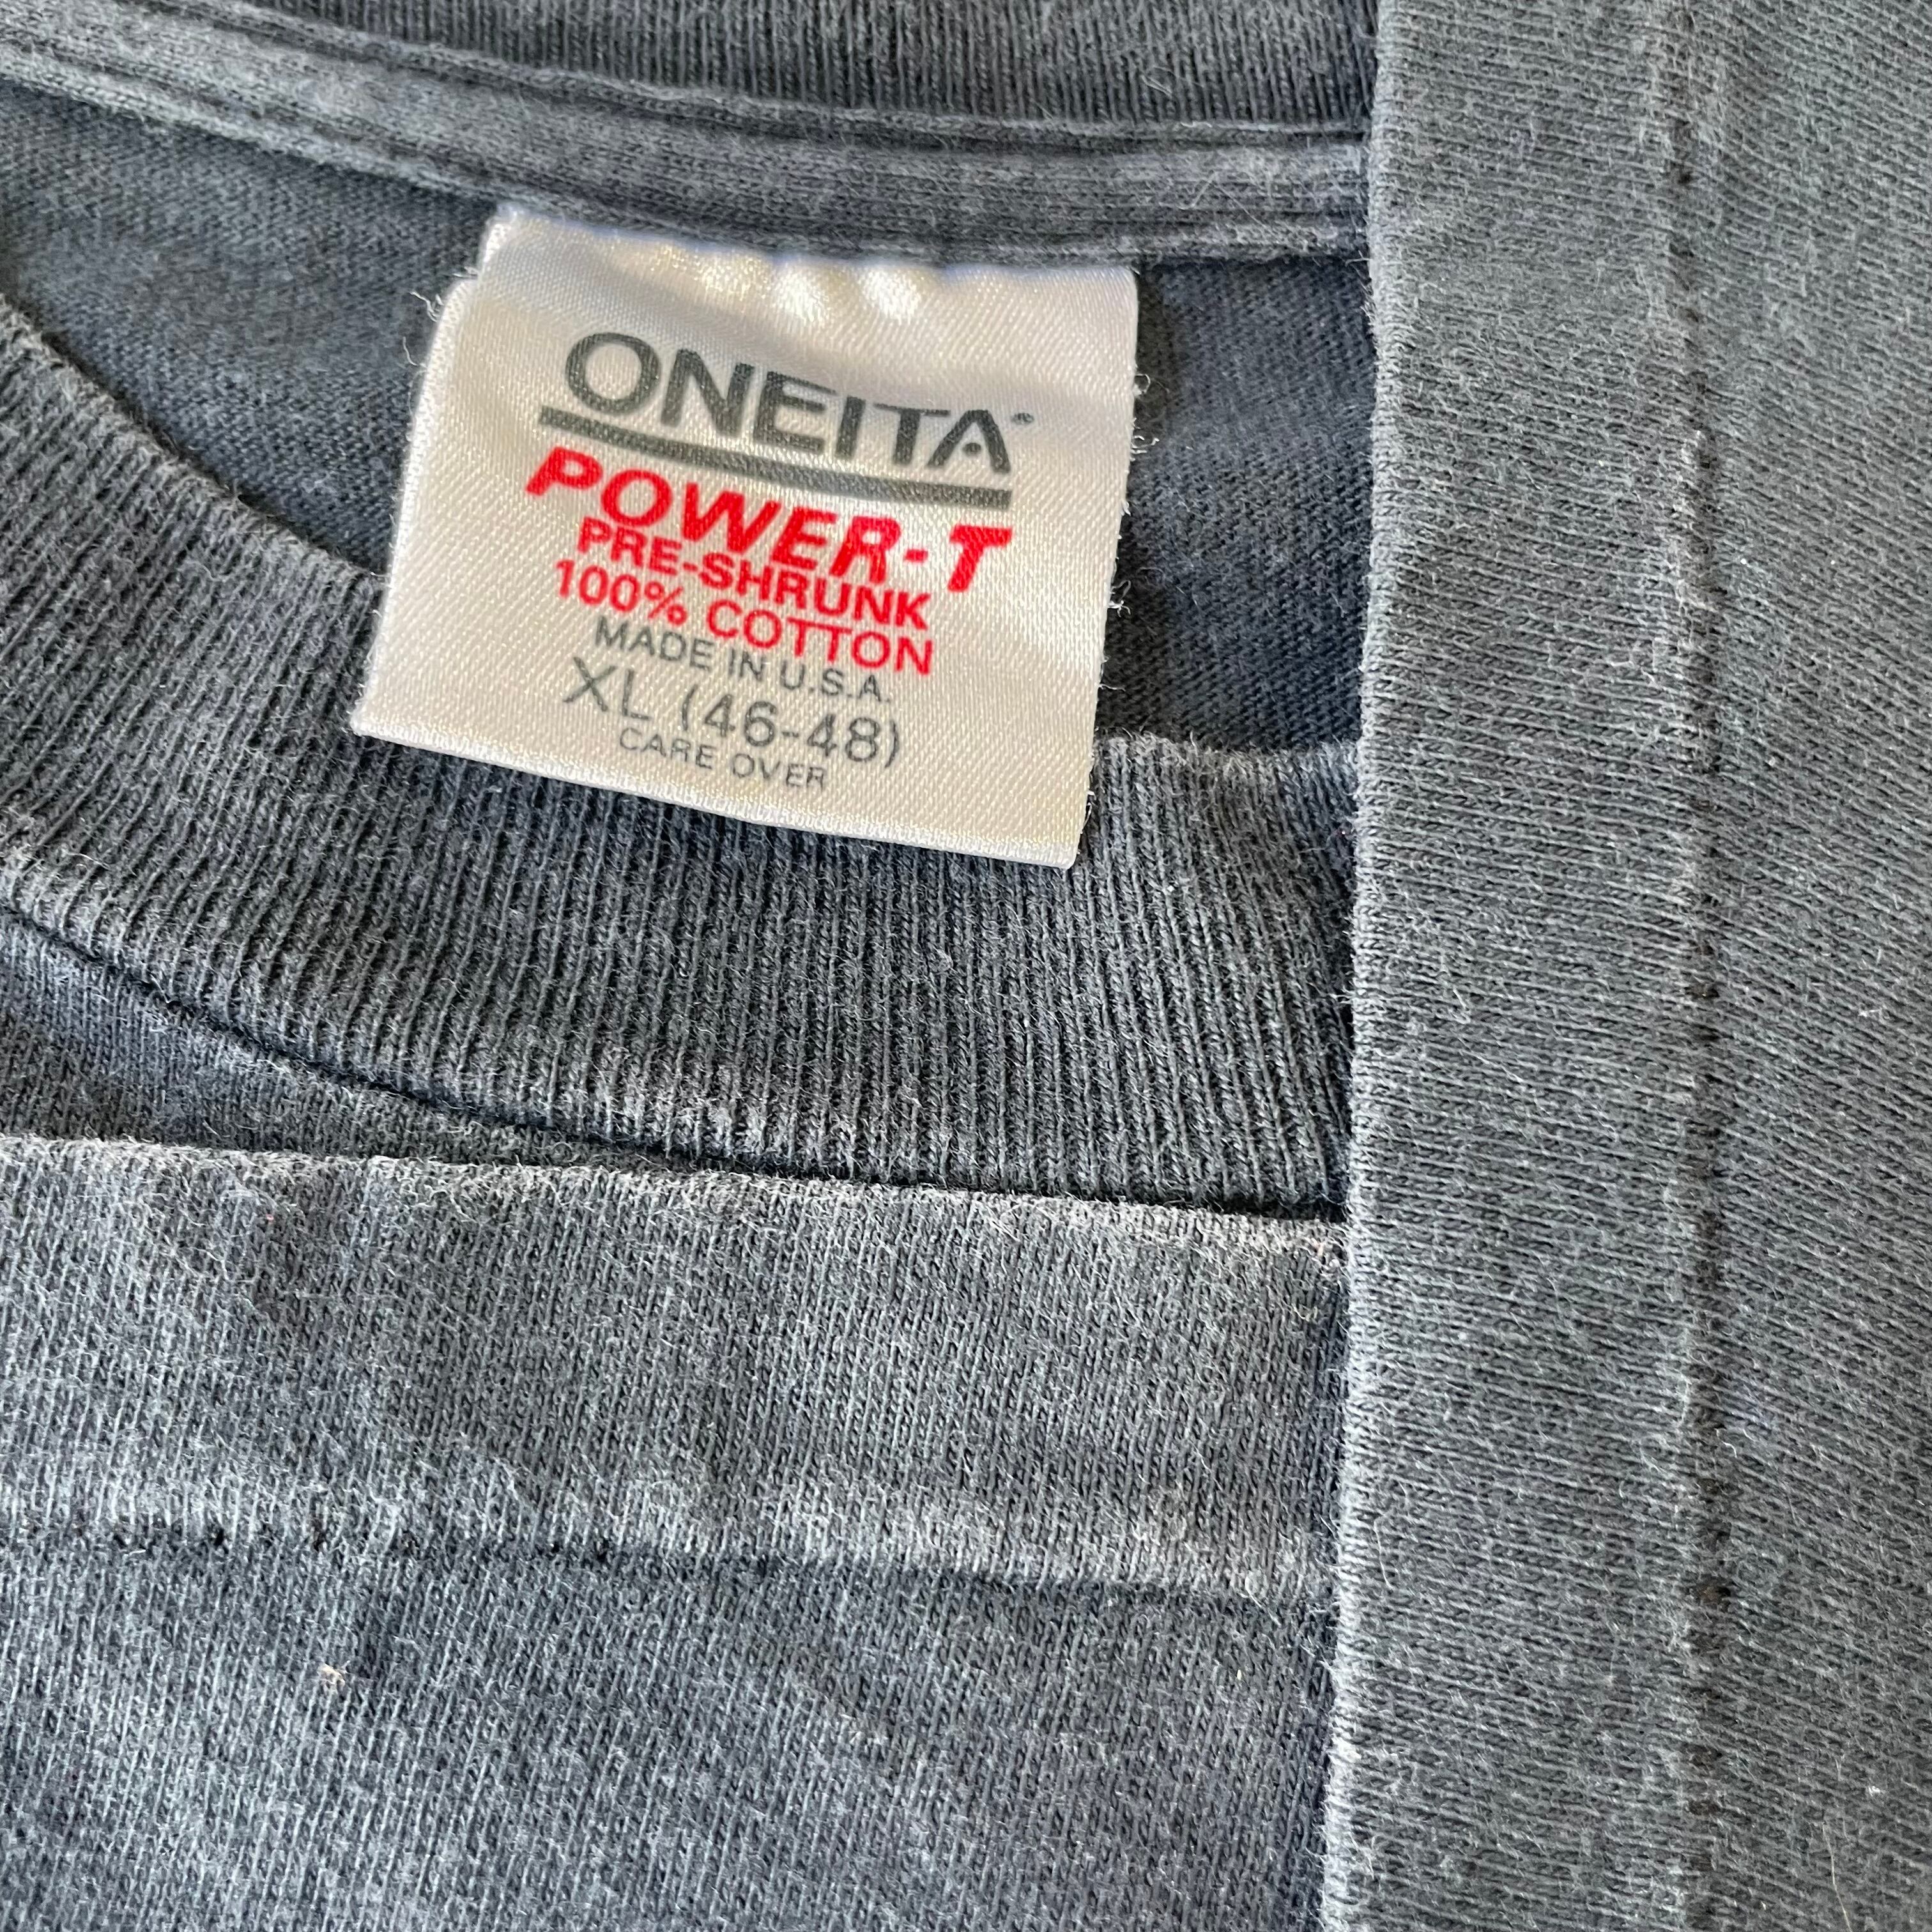 ONEITA®
POWER-T
PRE-SHRUNK
100% COTTON
MADE IN U.S.A.
XL (46-48)
CARE OVER